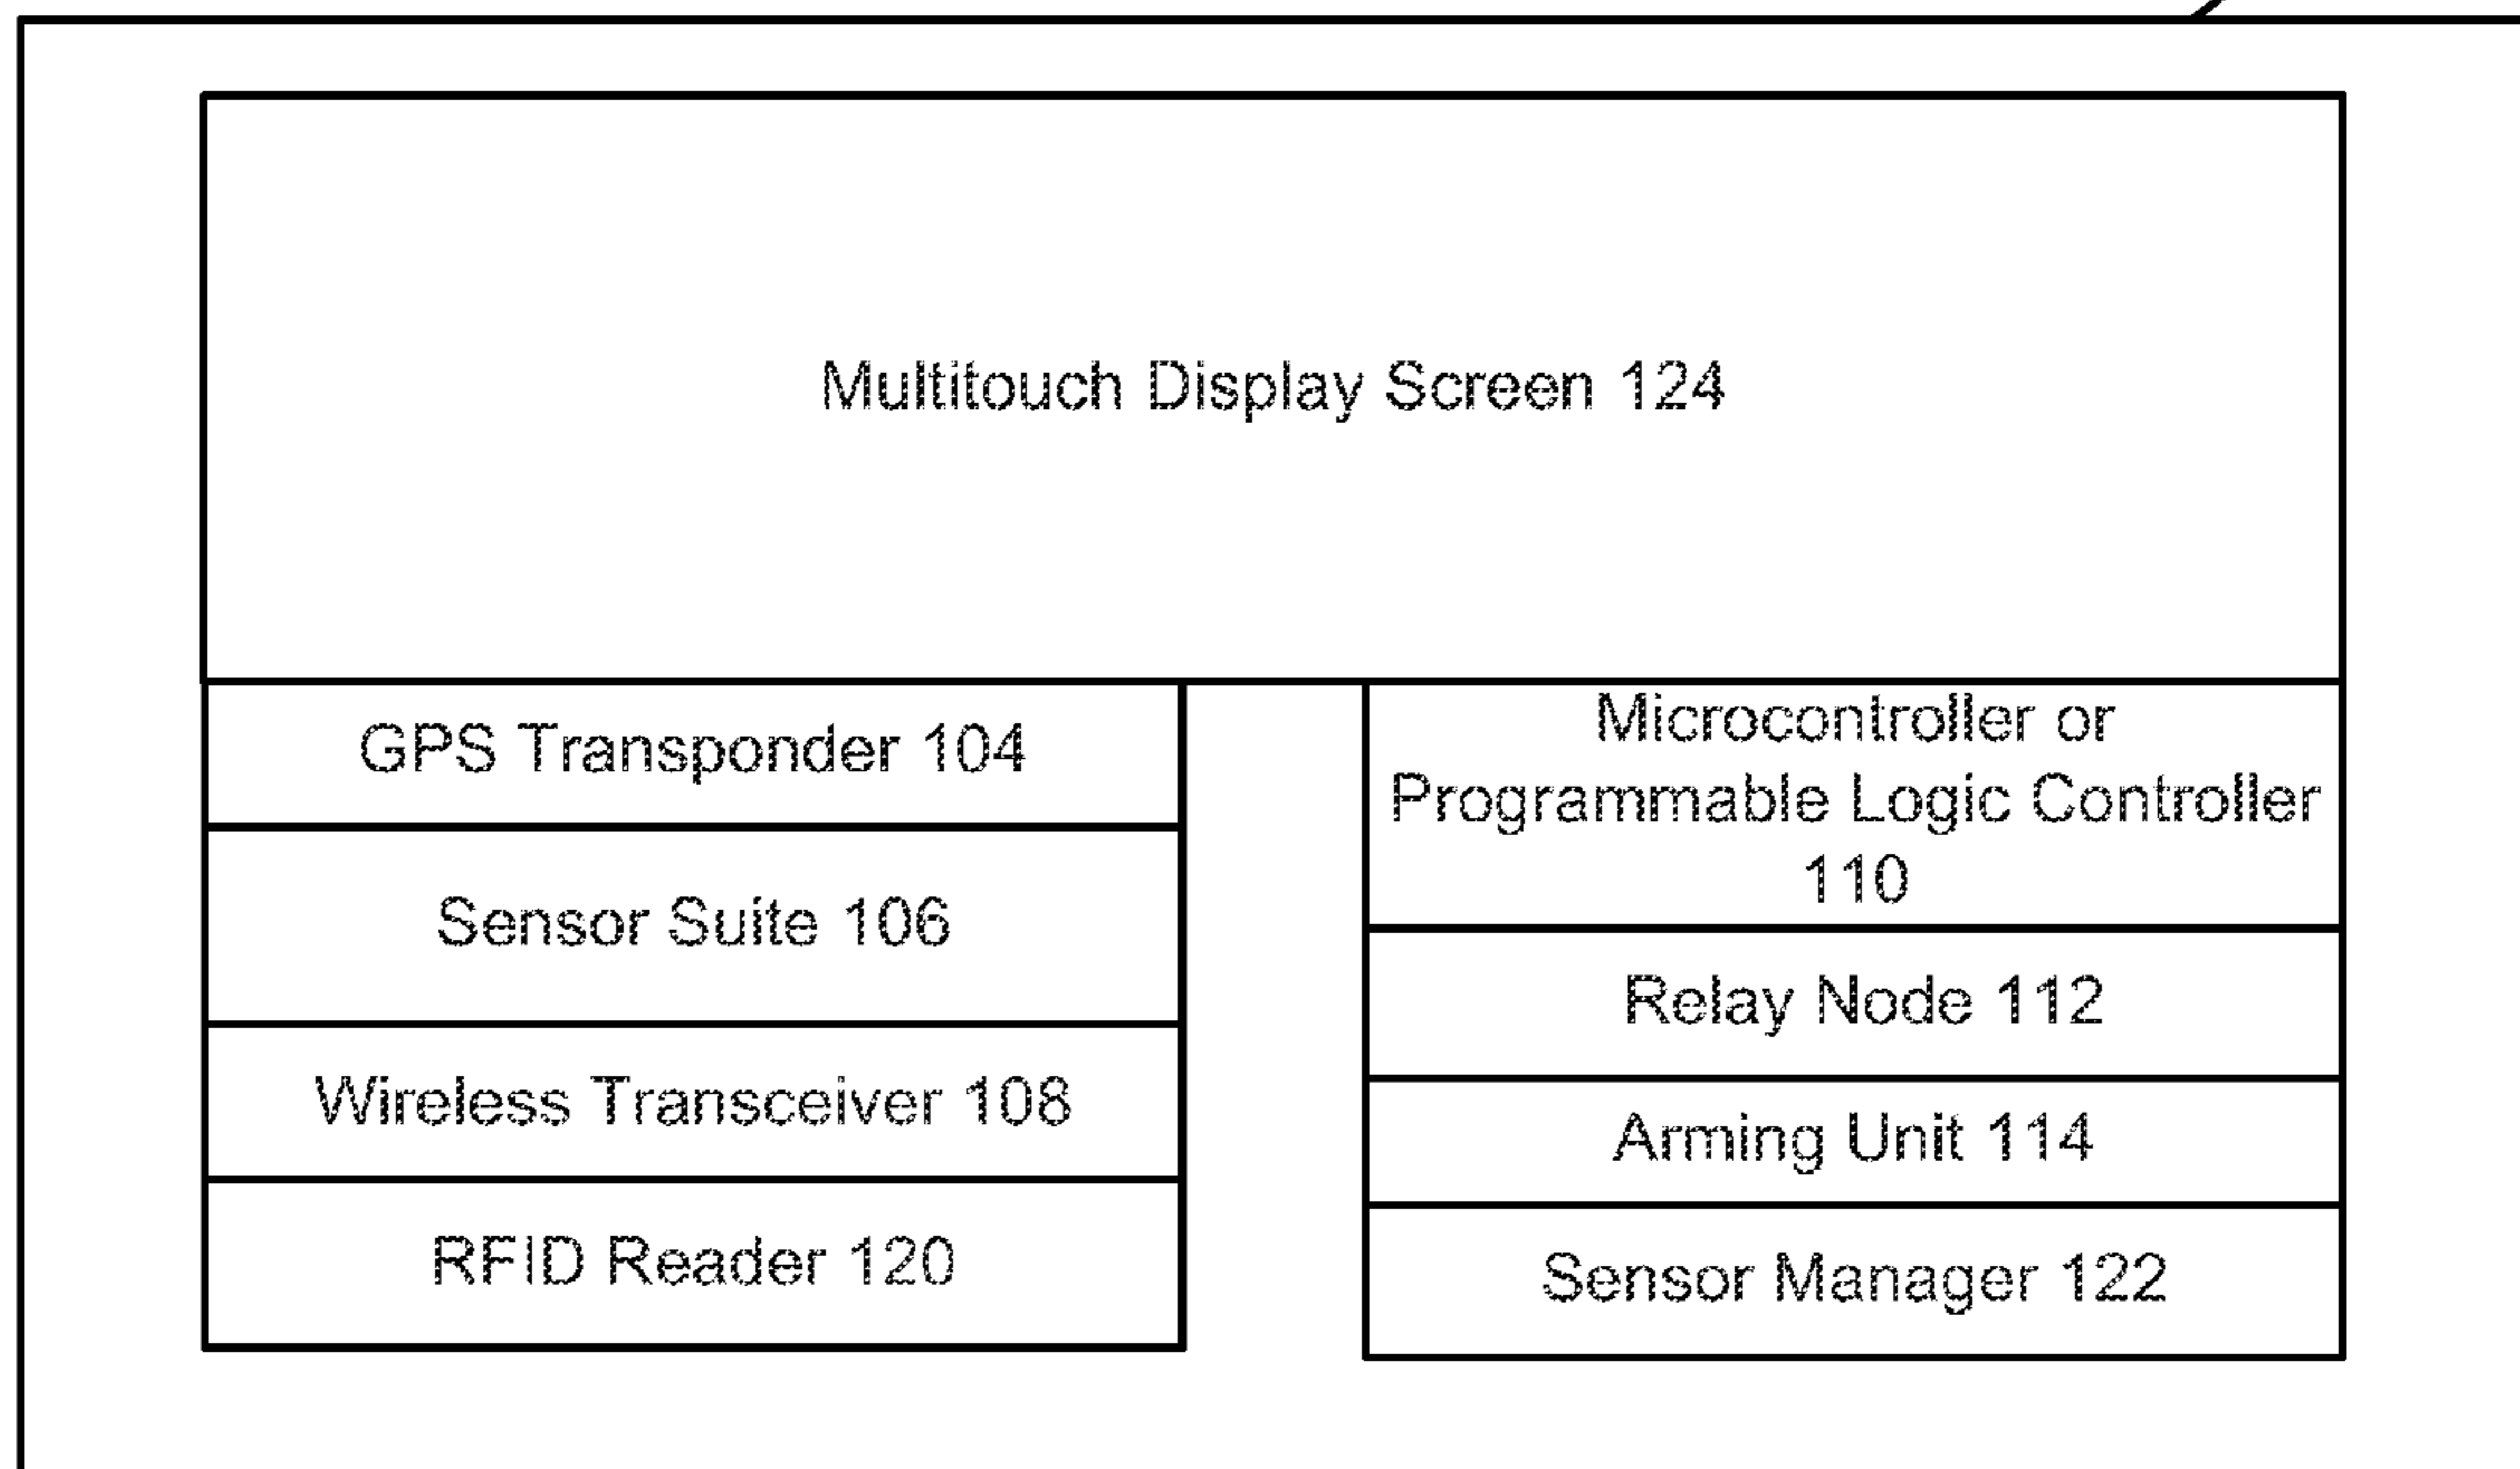 Multitouch Display Screen 124
GPS Transponder 104
Sensor Suite 106
Wireless Transceiver 108
RFID Reader 120
Microcontroller or
Programmable Logic Controller
110
Relay Node 112
Arming Unit 114
Sensor Manager 122